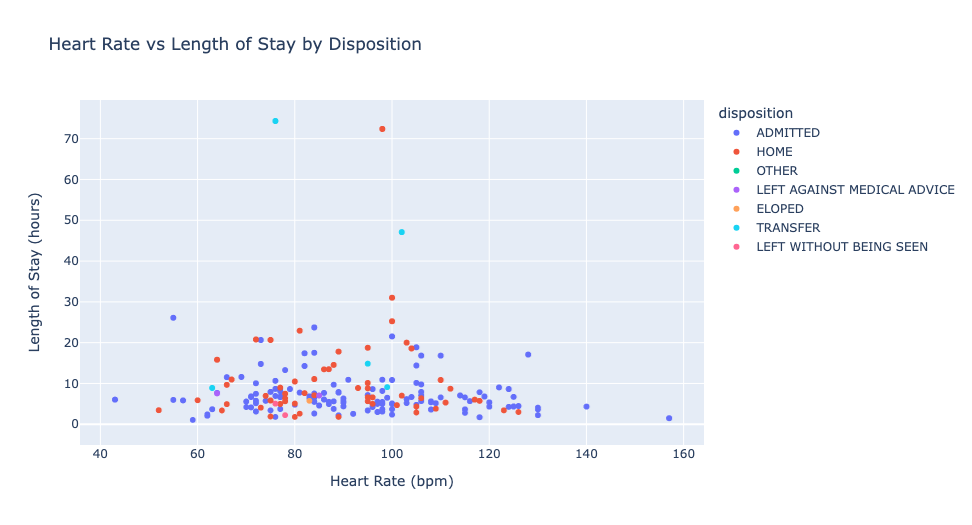 Heart Rate vs Length of Stay by Disposition
disposition
ADMITTED
HOME
OTHER
LEFT AGAINST MEDICAL ADVICE
ELOPED
TRANSFER
LEFT WITHOUT BEING SEEN
Length of Stay (hours)
70
60
50
40
30
20
10
0
40 60 80 100 120 140 160
Heart Rate (bpm)